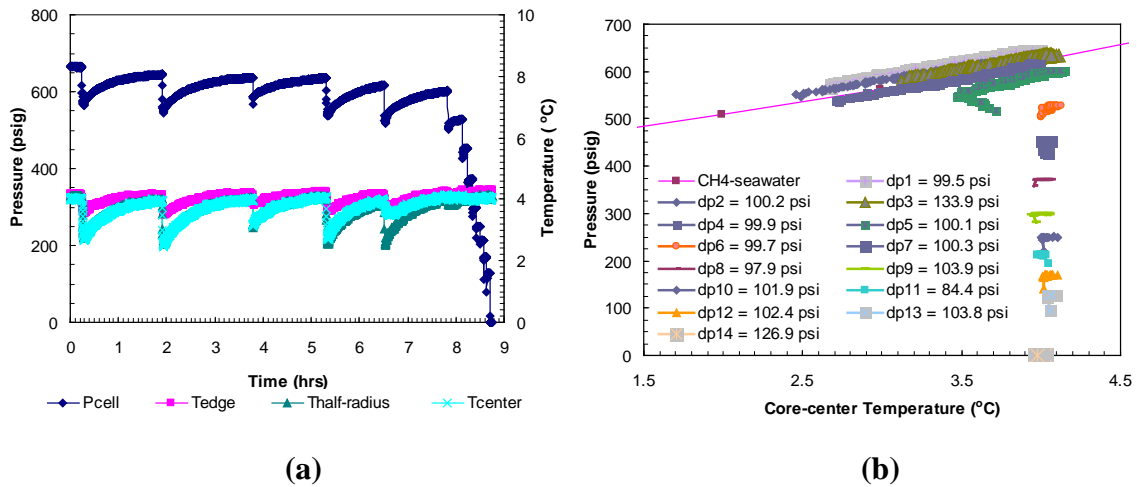 800
600
400
200
0
Pressure (psig)
10
8
6
4
2
0
Temperature ( °C)
0 1 2 3 4 5 6 7 8 9
Time (hrs)
Pcell Tedge Thalf-radius Tcenter
(a)
700
600
500
400
300
200
100
0
Pressure (psig)
CH4-seawater dp1 = 99.5 psi
dp2 = 100.2 psi dp3 = 133.9 psi
dp4 = 99.9 psi dp5 = 100.1 psi
dp6 = 99.7 psi dp7 = 100.3 psi
dp8 = 97.9 psi dp9 = 103.9 psi
dp10 = 101.9 psi dp11 = 84.4 psi
dp12 = 102.4 psi dp13 = 103.8 psi
dp14 = 126.9 psi
1.5 2.5 3.5 4.5
Core-center Temperature (°C)
(b)